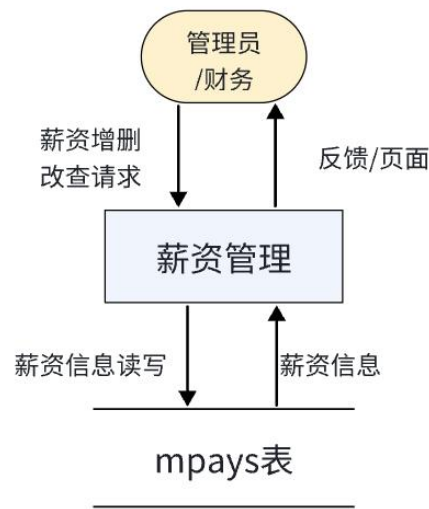 管理员
/财务
薪资增删
改查请求
反馈/页面
薪资管理
薪资信息读写
薪资信息
mpays表